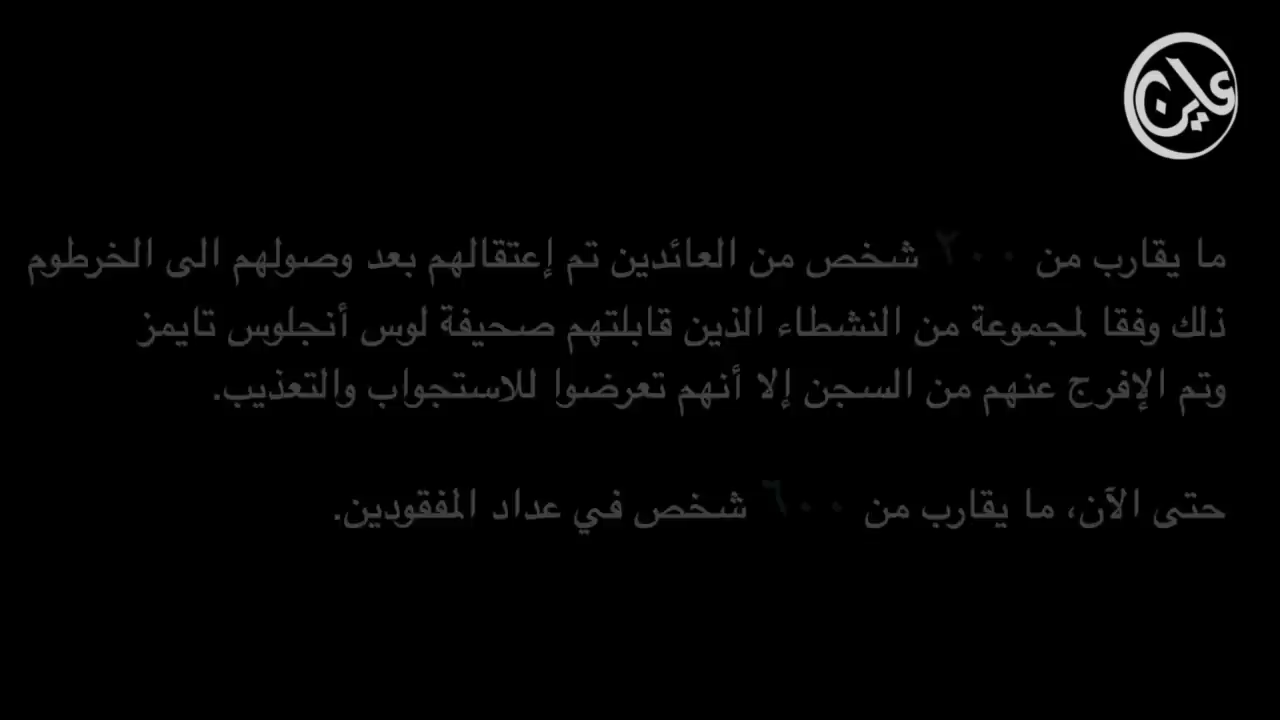 عاين
ما يقارب من ٢٠٠ شخص من العائدين تم إعتقالهم بعد وصولهم الى الخرطوم
ذلك وفقا لمجموعة من النشطاء الذين قابلتهم صحيفة لوس أنجلوس تايمز
وتم الإفرج عنهم من السجن إلا أنهم تعرضوا للاستجواب والتعذيب.
حتى الآن، ما يقارب من ٦٠٠ شخص في عداد المفقودين.